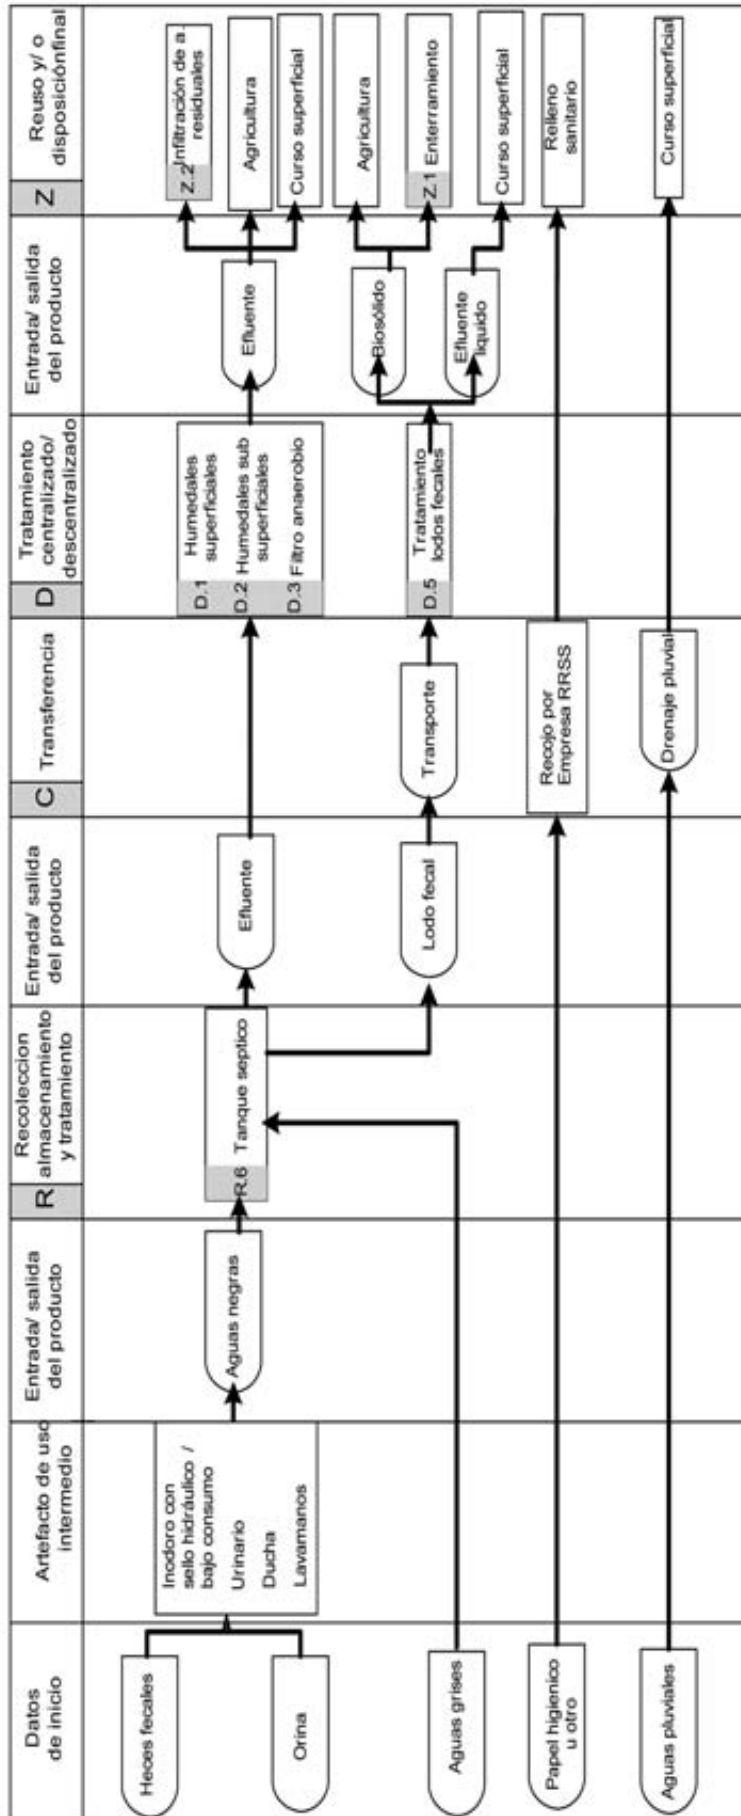 Datos
de inicio
Artefacto de uso
intermedio
Entrada/ salida
del producto
R
Recoleccion
almacenamiento
y tratamiento
Entrada/ salida
del producto
C
Transferencia
D
Tratamiento
centralizado/
descentralizado
Entrada/ salida
del producto
Z
Reuso y/ o
disposiciónfinal
Heces fecales
Orina
Inodoro con
sello hidráulico /
bajo consumo
Urinario
Ducha
Lavamanos
Aguas negras
R.6 Tanque septico
Efluente
D.1 Humedales
superficiales
D.2 Humedales sub
superficiales
D.3 Filtro anaerobio
Efluente
Z.2 Infiltración de a.
residuales
Agricultura
Curso superficial
Aguas grises
Lodo fecal
Transporte
D.5 Tratamiento
lodos fecales
Biosólido
Efluente
liquido
Agricultura
Z.1 Enterramiento
Curso superficial
Papel higienico
u otro
Recojo por
Empresa RRSS
Relleno
sanitario
Aguas pluviales
Drenaje pluvial
Curso superficial